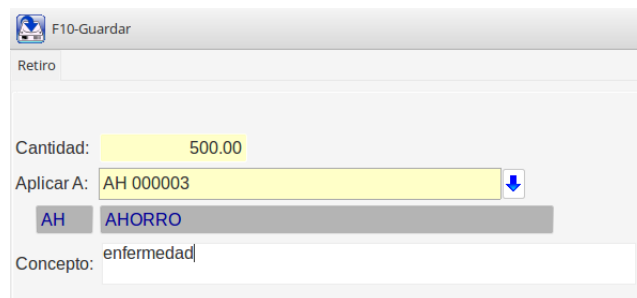 F10-Guardar
Retiro
Cantidad: 500.00
Aplicar A: AH 000003
AH AHORRO
Concepto: enfermedad